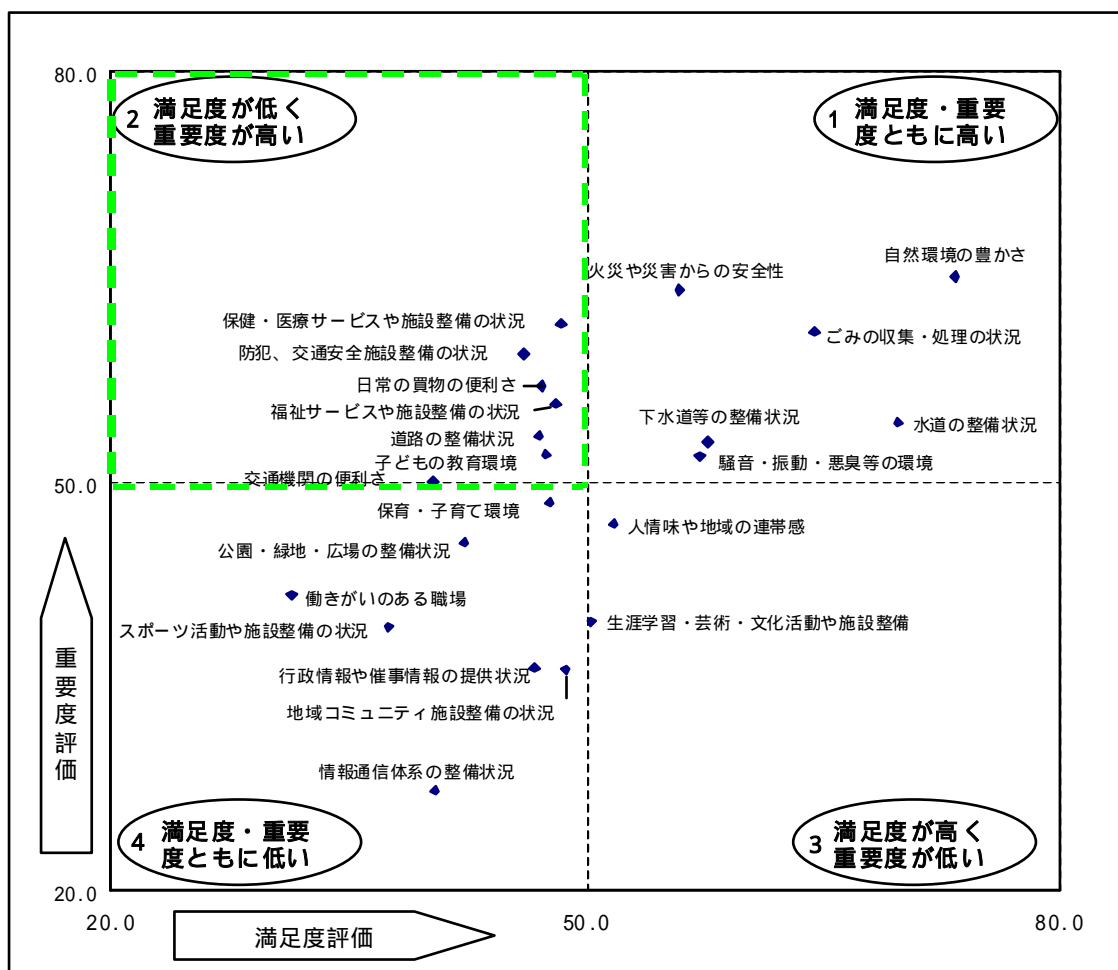 80.0
2 満足度が低く
重要度が高い
1 満足度・重要
度ともに高い
自然環境の豊かさ
火災や災害からの安全性
保健・医療サービスや施設整備の状況
ごみの収集・処理の状況
防犯、交通安全施設整備の状況
日常の買物の便利さ
福祉サービスや施設整備の状況
下水道等の整備状況
水道の整備状況
道路の整備状況
子どもの教育環境
騒音・振動・悪臭等の環境
交通機関の便利さ
50.0
保育・子育て環境
人情味や地域の連帯感
公園・緑地・広場の整備状況
働きがいのある職場
スポーツ活動や施設整備の状況
生涯学習・芸術・文化活動や施設整備
行政情報や催事情報の提供状況
地域コミュニティ施設整備の状況
情報通信体系の整備状況
重要度評価
4 満足度・重要
度ともに低い
3 満足度が高く
重要度が低い
20.0
20.0
50.0
80.0
満足度評価